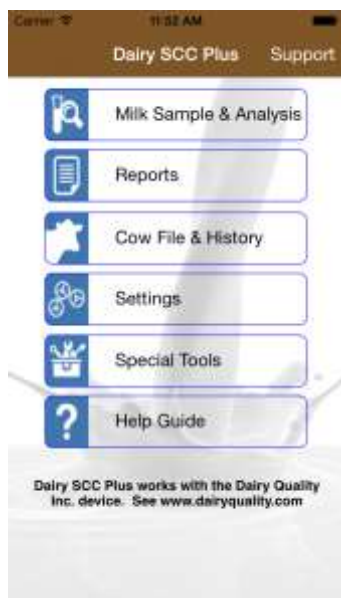 Carrier 11:52 AM
Dairy SCC Plus Support
Milk Sample & Analysis
Reports
Cow File & History
Settings
Special Tools
? Help Guide
Dairy SCC Plus works with the Dairy Quality
Inc. device. See www.dairyquality.com